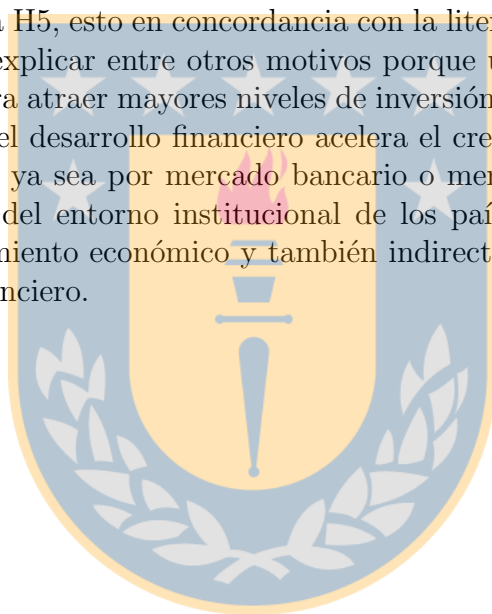 H5, esto en concordancia con la liter
explicar entre otros motivos porque
ra atraer mayores niveles de inversión
el desarrollo financiero acelera el cre
ya sea por mercado bancario o mer
del entorno institucional de los paí
miento económico y también indirect
nciero.